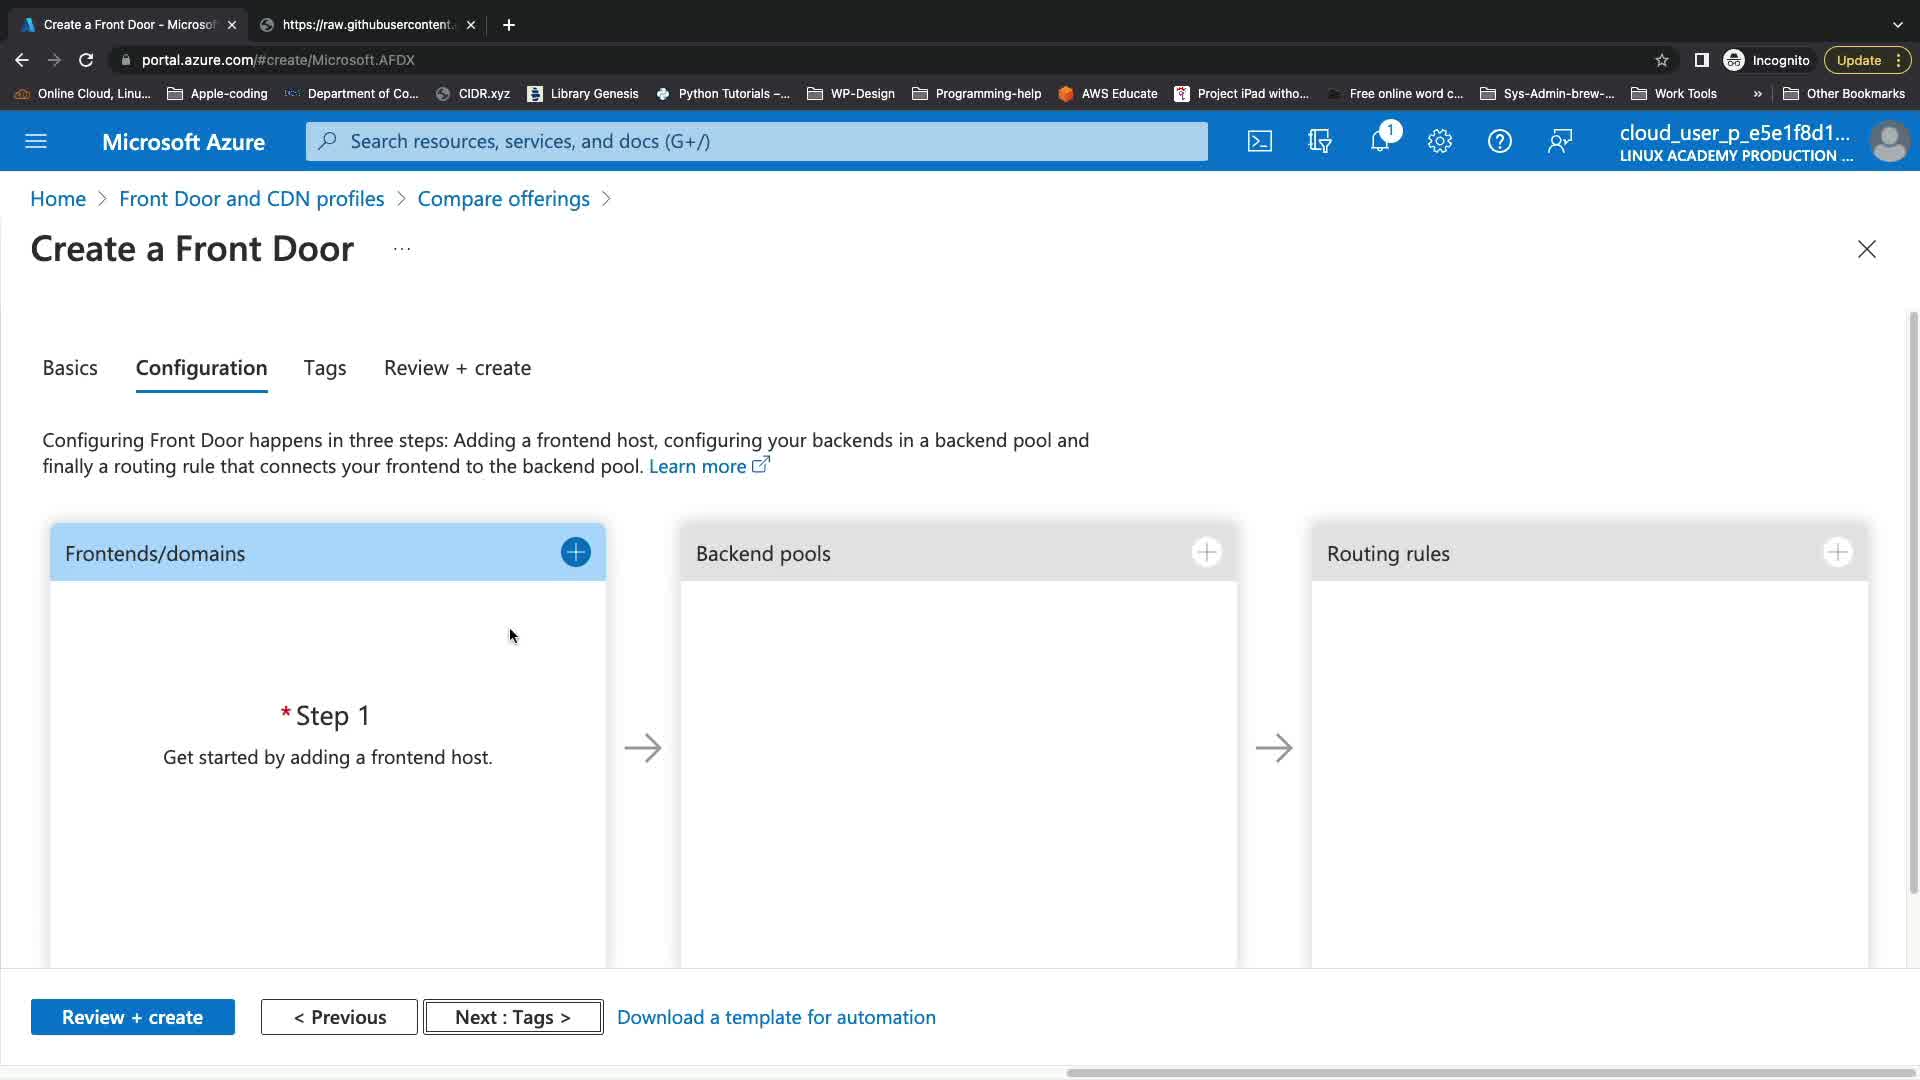 Create a Front Door - Microsof
https://raw.githubusercontent.
portal.azure.com/#create/Microsoft.AFDX
Incognito
Update
Online Cloud, Linu...
Apple-coding
Department of Co...
CIDR.xyz
Library Genesis
Python Tutorials –...
WP-Design
Programming-help
AWS Educate
Project iPad witho...
Free online word c...
Sys-Admin-brew-...
Work Tools
»
Other Bookmarks
Microsoft Azure
Search resources, services, and docs (G+/)
1
cloud_user_p_e5e1f8d1...
LINUX ACADEMY PRODUCTION ...
Home > Front Door and CDN profiles > Compare offerings >
Create a Front Door ...
Basics
Configuration
Tags
Review + create
Configuring Front Door happens in three steps: Adding a frontend host, configuring your backends in a backend pool and
finally a routing rule that connects your frontend to the backend pool. Learn more
Frontends/domains
Backend pools
Routing rules
* Step 1
Get started by adding a frontend host.
Review + create
< Previous
Next : Tags >
Download a template for automation